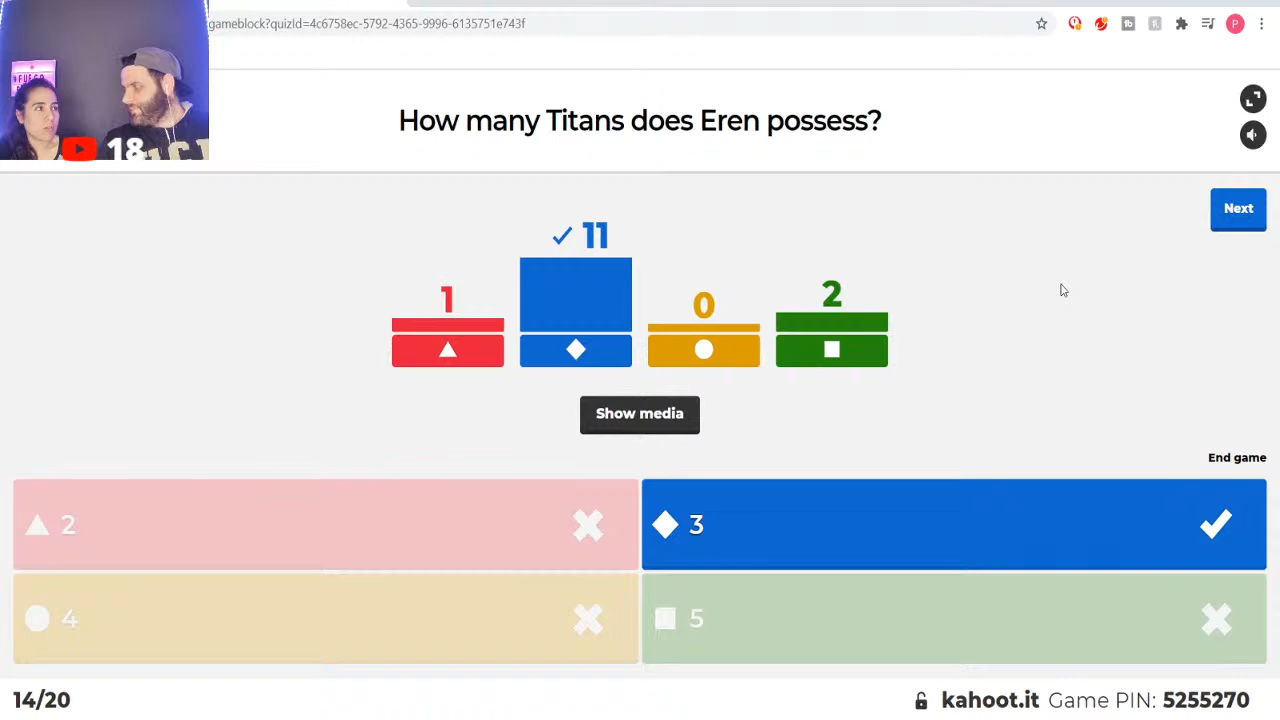 gameblock?quizId=4c6758ec-5792-4365-9996-6135751e743f
P
How many Titans does Eren possess?
18
Next
11
1
0
2
Show media
End game
2
3
4
5
14/20
kahoot.it Game PIN: 5255270